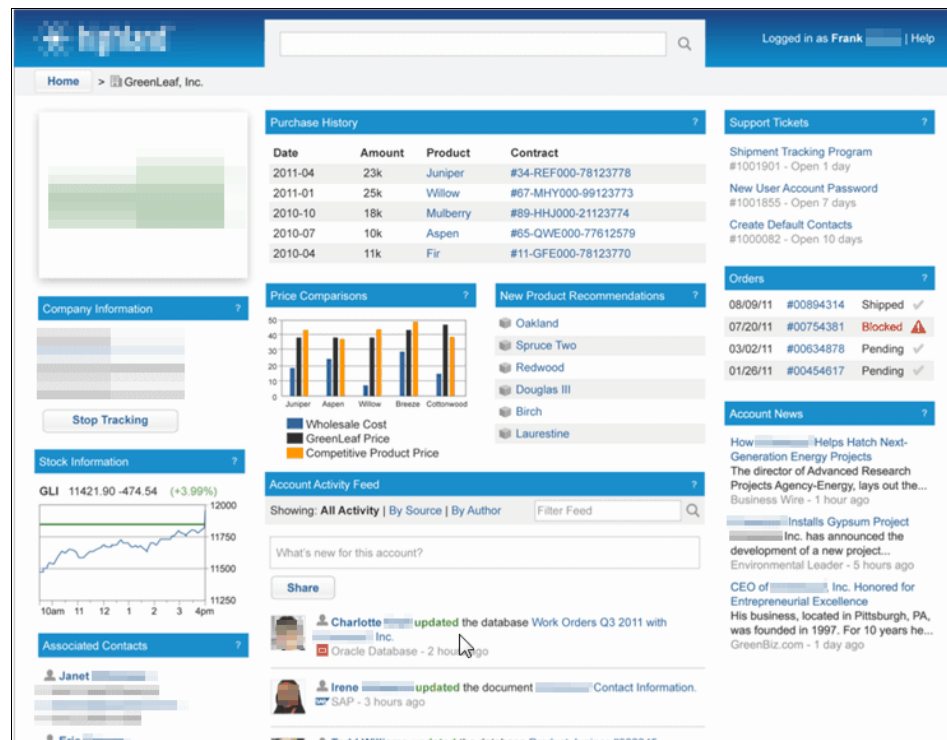 Logged in as Frank | Help
Home > GreenLeaf, Inc.
Purchase History ?
Date Amount Product Contract
2011-04 23k Juniper #34-REF000-78123778
2011-01 25k Willow #67-MHY000-99123773
2010-10 18k Mulberry #89-HHJ000-21123774
2010-07 10k Aspen #65-QWE000-77612579
2010-04 11k Fir #11-GFE000-78123770
Support Tickets ?
Shipment Tracking Program
#1001901 - Open 1 day
New User Account Password
#1001855 - Open 7 days
Create Default Contacts
#1000082 - Open 10 days
Company Information ?
Stop Tracking
Price Comparisons ?
50
40
30
20
10
0
Juniper Aspen Willow Breeze Cottonwood
Wholesale Cost
GreenLeaf Price
Competitive Product Price
New Product Recommendations ?
Oakland
Spruce Two
Redwood
Douglas III
Birch
Laurestine
Orders ?
08/09/11 #00894314 Shipped
07/20/11 #00754381 Blocked
03/02/11 #00634878 Pending
01/26/11 #00454617 Pending
Stock Information ?
GLI 11421.90 -474.54 (+3.99%)
12000
11750
11500
11250
10am 11 12 1 2 3 4pm
Associated Contacts ?
Janet
Account Activity Feed ?
Showing: All Activity | By Source | By Author Filter Feed
What's new for this account?
Share
Charlotte updated the database Work Orders Q3 2011 with
Inc.
Oracle Database - 2 hours ago
Irene updated the document Contact Information.
SAP - 3 hours ago
Account News ?
How Helps Hatch Next-
Generation Energy Projects
The director of Advanced Research
Projects Agency-Energy, lays out the...
Business Wire - 1 hour ago
Installs Gypsum Project
Inc. has announced the
development of a new project...
Environmental Leader - 5 hours ago
CEO of , Inc. Honored for
Entrepreneurial Excellence
His business, located in Pittsburgh, PA,
was founded in 1997. For 10 years he...
GreenBiz.com - 1 day ago